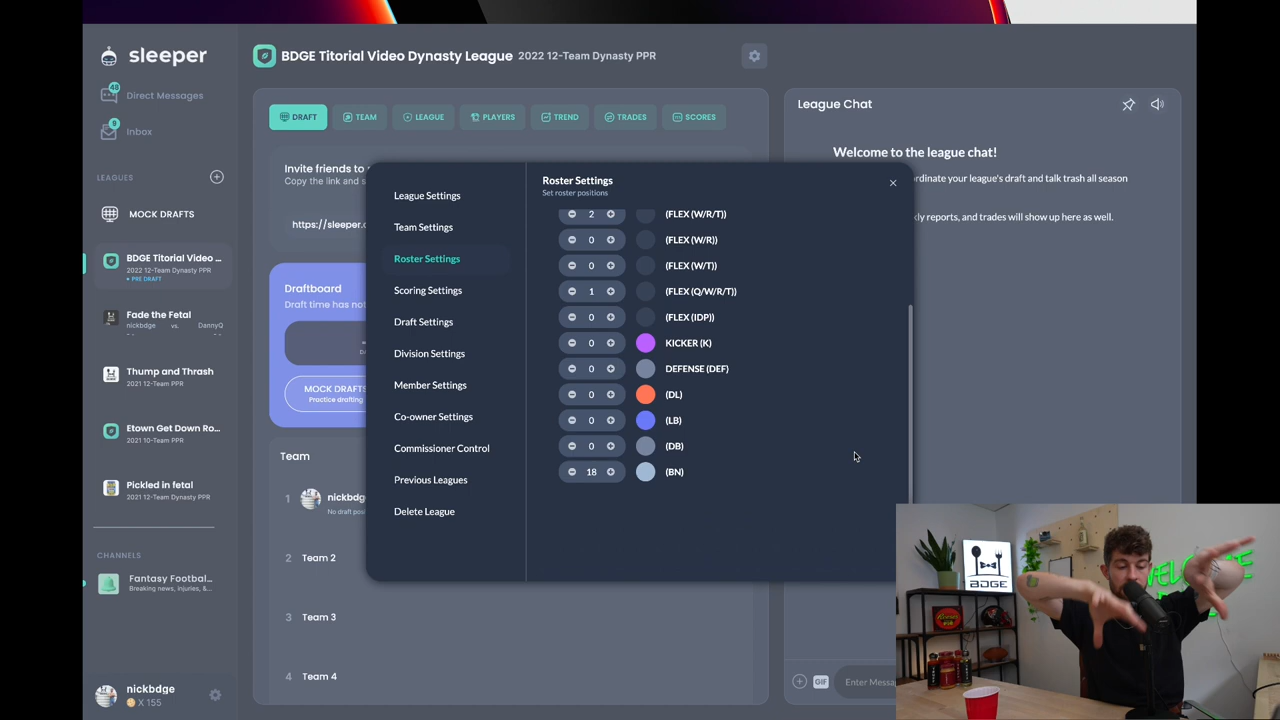 sleeper
48
Direct Messages
9
Inbox
LEAGUES
MOCK DRAFTS
BDGE Titorial Video ...
2022 12-Team Dynasty PPR
• PRE DRAFT
Fade the Fetal
nickbdge vs. DannyQ
Thump and Thrash
2021 12-Team PPR
Etown Get Down Ro...
2021 10-Team PPR
Pickled in fetal
2021 12-Team Dynasty PPR
CHANNELS
Fantasy Footbal...
Breaking news, injuries, &...
nickbdge
X 155
BDGE Titorial Video Dynasty League 2022 12-Team Dynasty PPR
DRAFT
TEAM
LEAGUE
PLAYERS
TREND
TRADES
SCORES
Invite friends to
Copy the link and s
https://sleeper.c
Draftboard
Draft time has not
MOCK DRAFTS
Practice drafting
Team
1 nickbdg
No draft pos
2 Team 2
3 Team 3
4 Team 4
League Settings
Team Settings
Roster Settings
Scoring Settings
Draft Settings
Division Settings
Member Settings
Co-owner Settings
Commissioner Control
Previous Leagues
Delete League
Roster Settings
Set roster positions
2 (FLEX (W/R/T))
0 (FLEX (W/R))
0 (FLEX (W/T))
1 (FLEX (Q/W/R/T))
0 (FLEX (IDP))
0 KICKER (K)
0 DEFENSE (DEF)
0 (DL)
0 (LB)
0 (DB)
18 (BN)
League Chat
Welcome to the league chat!
ordinate your league's draft and talk trash all season
kly reports, and trades will show up here as well.
GIF
Enter Messa
BDGE